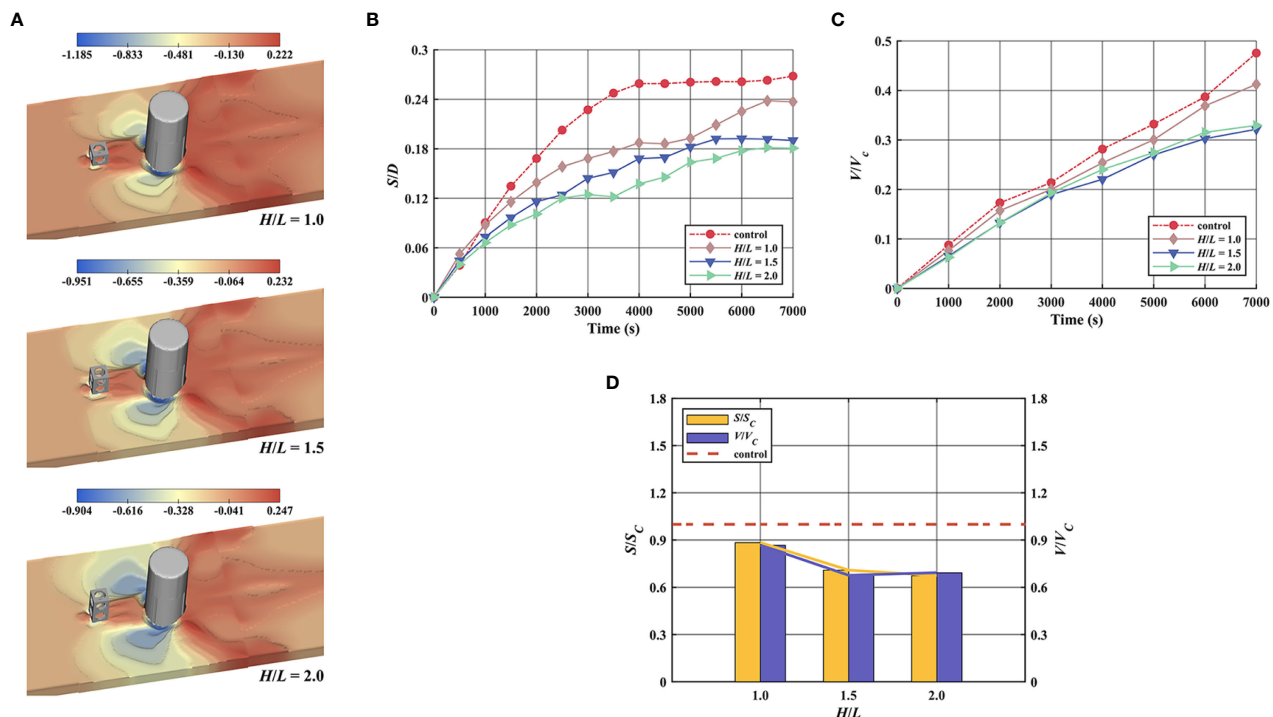 A
-1.185 -0.833 -0.481 -0.130 0.222
H/L = 1.0
-0.951 -0.655 -0.359 -0.064 0.232
H/L = 1.5
-0.904 -0.616 -0.328 -0.041 0.247
H/L = 2.0
B
S/D
0.3
0.24
0.18
0.12
0.06
0
0 1000 2000 3000 4000 5000 6000 7000
Time (s)
control
H/L = 1.0
H/L = 1.5
H/L = 2.0
C
V/Vc
0.5
0.4
0.3
0.2
0.1
0
0 1000 2000 3000 4000 5000 6000 7000
Time (s)
control
H/L = 1.0
H/L = 1.5
H/L = 2.0
D
S/SC
1.8
1.5
1.2
0.9
0.6
0.3
0
S/SC
V/VC
control
1.0 1.5 2.0
H/L
1.8
1.5
1.2
0.9
0.6
0.3
0
V/VC